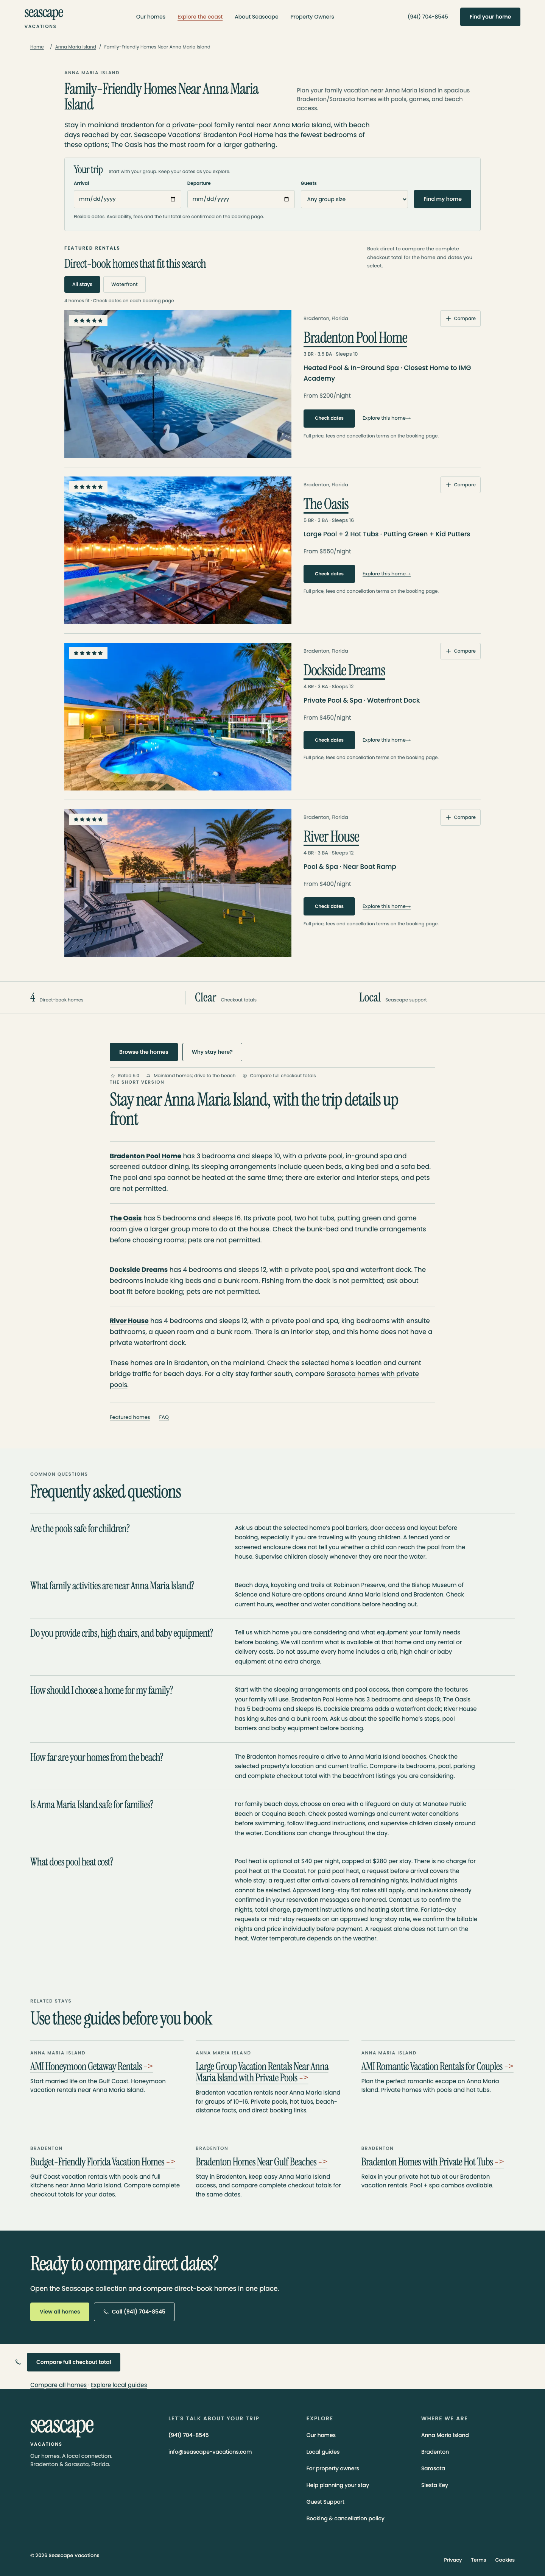 seascape
VACATIONS
Our homes
Explore the coast
About Seascape
Property Owners
(941) 704-8545
Find your home
Home / Anna Maria Island / Family-Friendly Homes Near Anna Maria Island
ANNA MARIA ISLAND
Family-Friendly Homes Near Anna Maria
Island
Plan your family vacation near Anna Maria Island in spacious
Bradenton/Sarasota homes with pools, games, and beach
access.
Stay in mainland Bradenton for a private-pool family rental near Anna Maria Island, with beach
days reached by car. Seascape Vacations' Bradenton Pool Home has the fewest bedrooms of
these options; The Oasis has the most room for a larger gathering.
Your trip
Start with your group. Keep your dates as you explore.
Arrival
Departure
Guests
mm/dd/yyyy
mm/dd/yyyy
Any group size
Find my home
Flexible dates. Availability, fees and the full total are confirmed on the booking page.
FEATURED RENTALS
Direct-book homes that fit this search
Book direct to compare the complete
checkout total for the home and dates you
select.
All stays
Waterfront
4 homes fit · Check dates on each booking page
★★★★★
Bradenton, Florida
+ Compare
Bradenton Pool Home
3 BR · 3.5 BA · Sleeps 10
Heated Pool & In-Ground Spa · Closest Home to IMG
Academy
From $200/night
Check dates
Explore this home→
Full price, fees and cancellation terms on the booking page.
★★★★★
Bradenton, Florida
+ Compare
The Oasis
5 BR · 3 BA · Sleeps 16
Large Pool + 2 Hot Tubs · Putting Green + Kid Putters
From $550/night
Check dates
Explore this home→
Full price, fees and cancellation terms on the booking page.
★★★★★
Bradenton, Florida
+ Compare
Dockside Dreams
4 BR · 3 BA · Sleeps 12
Private Pool & Spa · Waterfront Dock
From $450/night
Check dates
Explore this home→
Full price, fees and cancellation terms on the booking page.
★★★★★
Bradenton, Florida
+ Compare
River House
4 BR · 3 BA · Sleeps 12
Pool & Spa · Near Boat Ramp
From $400/night
Check dates
Explore this home→
Full price, fees and cancellation terms on the booking page.
4 Direct-book homes
Clear Checkout totals
Local Seascape support
Browse the homes
Why stay here?
Rated 5.0
Mainland homes; drive to the beach
Compare full checkout totals
THE SHORT VERSION
Stay near Anna Maria Island, with the trip details up
front
Bradenton Pool Home has 3 bedrooms and sleeps 10, with a private pool, in-ground spa and
screened outdoor dining. Its sleeping arrangements include queen beds, a king bed and a sofa bed.
The pool and spa cannot be heated at the same time; there are exterior and interior steps, and pets
are not permitted.
The Oasis has 5 bedrooms and sleeps 16. Its private pool, two hot tubs, putting green and game
room give a larger group more to do at the house. Check the bunk-bed and trundle arrangements
before choosing rooms; pets are not permitted.
Dockside Dreams has 4 bedrooms and sleeps 12, with a private pool, spa and waterfront dock. The
bedrooms include king beds and a bunk room. Fishing from the dock is not permitted; ask about
boat fit before booking; pets are not permitted.
River House has 4 bedrooms and sleeps 12, with a private pool and spa, king bedrooms with ensuite
bathrooms, a queen room and a bunk room. There is an interior step, and this home does not have a
private waterfront dock.
These homes are in Bradenton, on the mainland. Check the selected home's location and current
bridge traffic for beach days. For a city stay farther south, compare Sarasota homes with private
pools.
Featured homes
FAQ
COMMON QUESTIONS
Frequently asked questions
Are the pools safe for children?
Ask us about the selected home's pool barriers, door access and layout before
booking, especially if you are traveling with young children. A fenced yard or
screened enclosure does not tell you whether a child can reach the pool from the
house. Supervise children closely whenever they are near the water.
What family activities are near Anna Maria Island?
Beach days, kayaking and trails at Robinson Preserve, and the Bishop Museum of
Science and Nature are options around Anna Maria Island and Bradenton. Check
current hours, weather and water conditions before heading out.
Do you provide cribs, high chairs, and baby equipment?
Tell us which home you are considering and what equipment your family needs
before booking. We will confirm what is available at that home and any rental or
delivery costs. Do not assume every home includes a crib, high chair or baby
equipment at no extra charge.
How should I choose a home for my family?
Start with the sleeping arrangements and pool access, then compare the features
your family will use. Bradenton Pool Home has 3 bedrooms and sleeps 10; The Oasis
has 5 bedrooms and sleeps 16. Dockside Dreams adds a waterfront dock; River House
has king suites and a bunk room. Ask us about the specific home's steps, pool
barriers and baby equipment before booking.
How far are your homes from the beach?
The Bradenton homes require a drive to Anna Maria Island beaches. Check the
selected property's location and current traffic. Compare its bedrooms, pool, parking
and complete checkout total with the beachfront listings you are considering.
Is Anna Maria Island safe for families?
For family beach days, choose an area with a lifeguard on duty at Manatee Public
Beach or Coquina Beach. Check posted warnings and current water conditions
before swimming, follow lifeguard instructions, and supervise children closely around
the water. Conditions can change throughout the day.
What does pool heat cost?
Pool heat is optional at $40 per night, capped at $280 per stay. There is no charge for
pool heat at The Coastal. For paid pool heat, a request before arrival covers the
whole stay; a request after arrival covers all remaining nights. Individual nights
cannot be selected. Approved long-stay flat rates still apply, and inclusions already
confirmed in your reservation messages are honored. Contact us to confirm the
nights, total charge, payment instructions and heating start time. For late-day
requests or mid-stay requests on an approved long-stay rate, we confirm the billable
nights and price individually before payment. A request alone does not turn on the
heat. Water temperature depends on the weather.
RELATED STAYS
Use these guides before you book
ANNA MARIA ISLAND
AMI Honeymoon Getaway Rentals ->
Start married life on the Gulf Coast. Honeymoon
vacation rentals near Anna Maria Island.
ANNA MARIA ISLAND
Large Group Vacation Rentals Near Anna
Maria Island with Private Pools ->
Bradenton vacation rentals near Anna Maria Island
for groups of 10–16. Private pools, hot tubs, beach-
distance facts, and direct booking links.
ANNA MARIA ISLAND
AMI Romantic Vacation Rentals for Couples ->
Plan the perfect romantic escape on Anna Maria
Island. Private homes with pools and hot tubs.
BRADENTON
Budget-Friendly Florida Vacation Homes ->
Gulf Coast vacation rentals with pools and full
kitchens near Anna Maria Island. Compare complete
checkout totals for your dates.
BRADENTON
Bradenton Homes Near Gulf Beaches ->
Stay in Bradenton, keep easy Anna Maria Island
access, and compare complete checkout totals for
the same dates.
BRADENTON
Bradenton Homes with Private Hot Tubs ->
Relax in your private hot tub at our Bradenton
vacation rentals. Pool + spa combos available.
Ready to compare direct dates?
Open the Seascape collection and compare direct-book homes in one place.
View all homes
Call (941) 704-8545
Compare full checkout total
Compare all homes · Explore local guides
seascape
VACATIONS
Our homes. A local connection.
Bradenton & Sarasota, Florida.
LET'S TALK ABOUT YOUR TRIP
(941) 704-8545
info@seascape-vacations.com
EXPLORE
Our homes
Local guides
For property owners
Help planning your stay
Guest Support
Booking & cancellation policy
WHERE WE ARE
Anna Maria Island
Bradenton
Sarasota
Siesta Key
© 2026 Seascape Vacations
Privacy
Terms
Cookies